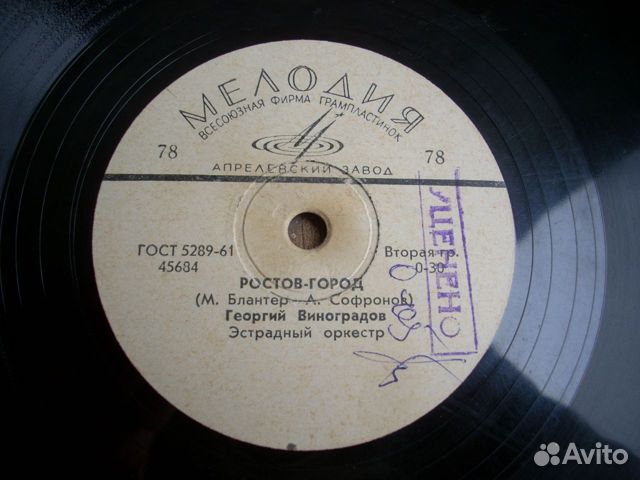 МЕЛОДИЯ
ВСЕСОЮЗНАЯ ФИРМА ГРАМПЛАСТИНОК
78 78
АПРЕЛЕВСКИЙ ЗАВОД
ГОСТ 5289-61 Вторая гр.
45684 0-30
РОСТОВ-ГОРОД
(М. Блантер—А. Софронов)
Георгий Виноградов
Эстрадный оркестр
УЦЕНЕНО
Avito